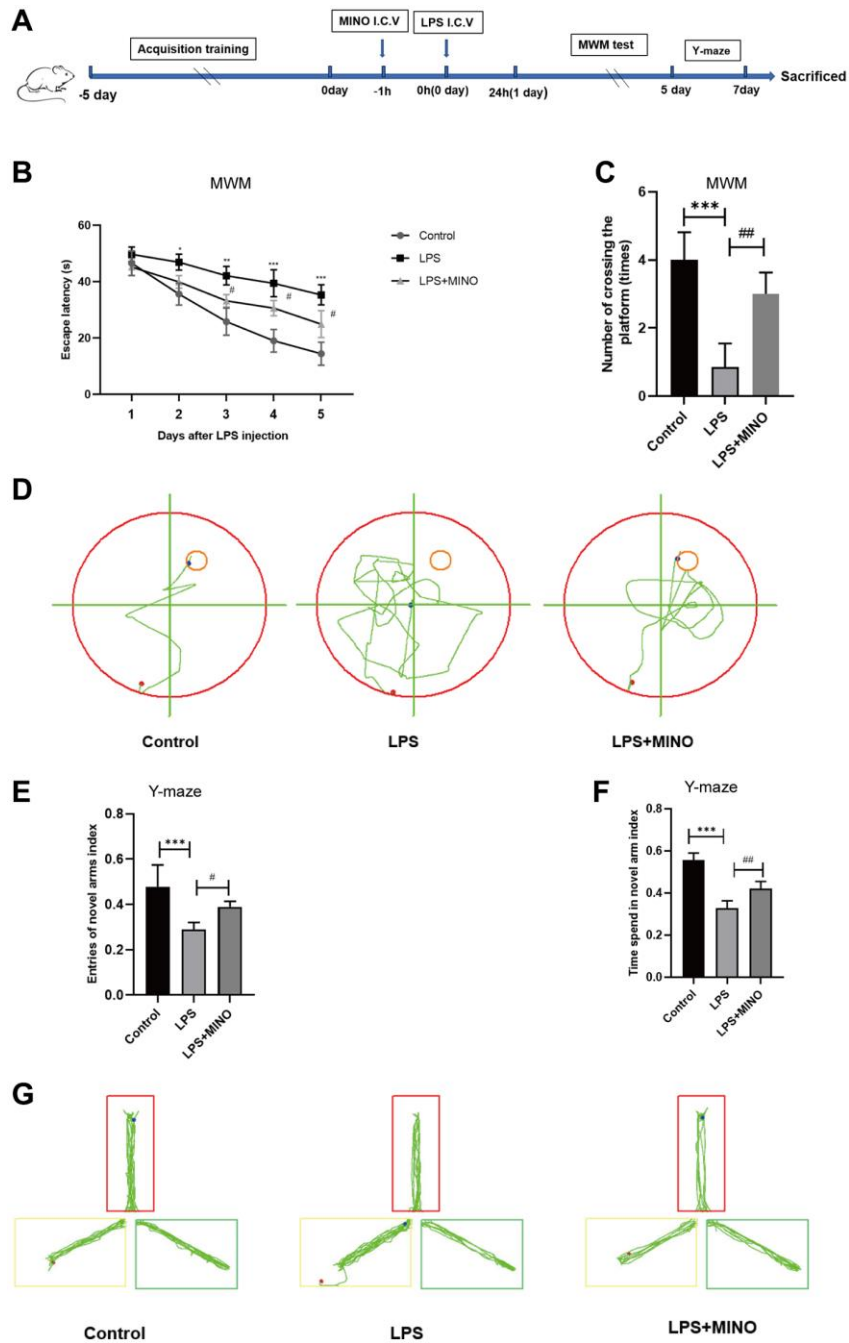 A
MINO I.C.V
LPS I.C.V
Acquisition training
MWM test
Y-maze
Sacrificed
-5 day
0day
-1h
0h(0 day)
24h(1 day)
5 day
7day
B
MWM
Escape latency (s)
60
40
20
0
*
**
***
***
#
#
#
1
2
3
4
5
Days after LPS injection
Control
LPS
LPS+MINO
C
MWM
Number of crossing the
platform (times)
6
4
2
0
***
##
Control
LPS
LPS+MINO
D
Control
LPS
LPS+MINO
E
Y-maze
Entries of novel arms index
0.8
0.6
0.4
0.2
0.0
***
#
Control
LPS
LPS+MINO
F
Y-maze
Time spend in novel arm index
0.8
0.6
0.4
0.2
0.0
***
##
Control
LPS
LPS+MINO
G
Control
LPS
LPS+MINO